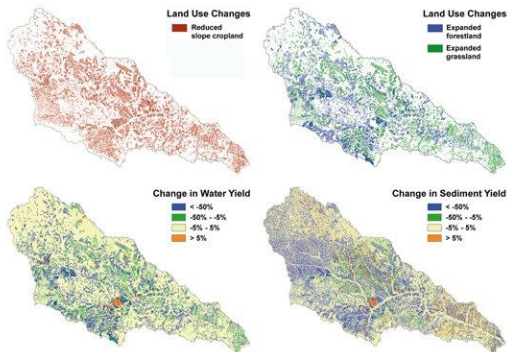 Land Use Changes
Reduced
slope cropland
Land Use Changes
Expanded
forestland
Expanded
grassland
Change in Water Yield
< -50%
-50% - -5%
-5% - 5%
> 5%
Change in Sediment Yield
< -50%
-50% - -5%
-5% - 5%
> 5%